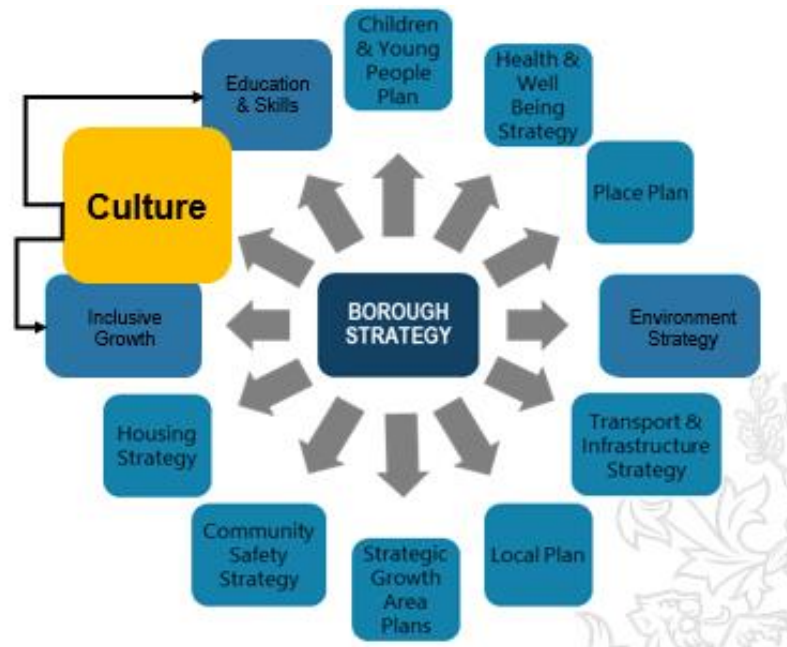 Children
& Young
People
Plan
Education
& Skills
Health &
Well
Being
Strategy
Culture
Place Plan
BOROUGH
STRATEGY
Inclusive
Growth
Environment
Strategy
Housing
Strategy
Transport &
Infrastructure
Strategy
Community
Safety
Strategy
Strategic
Growth
Area
Plans
Local Plan